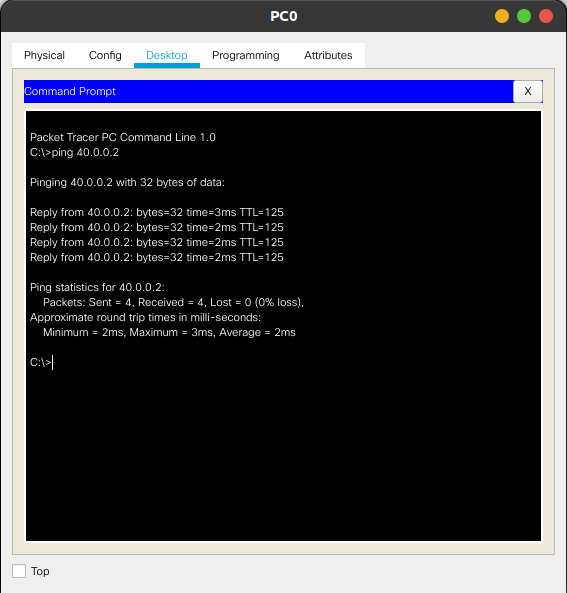 PC0
Physical Config Desktop Programming Attributes
Command Prompt X
Packet Tracer PC Command Line 1.0
C:\>ping 40.0.0.2
Pinging 40.0.0.2 with 32 bytes of data:
Reply from 40.0.0.2: bytes=32 time=3ms TTL=125
Reply from 40.0.0.2: bytes=32 time=2ms TTL=125
Reply from 40.0.0.2: bytes=32 time=2ms TTL=125
Reply from 40.0.0.2: bytes=32 time=2ms TTL=125
Ping statistics for 40.0.0.2:
Packets: Sent = 4, Received = 4, Lost = 0 (0% loss),
Approximate round trip times in milli-seconds:
Minimum = 2ms, Maximum = 3ms, Average = 2ms
C:\>
Top